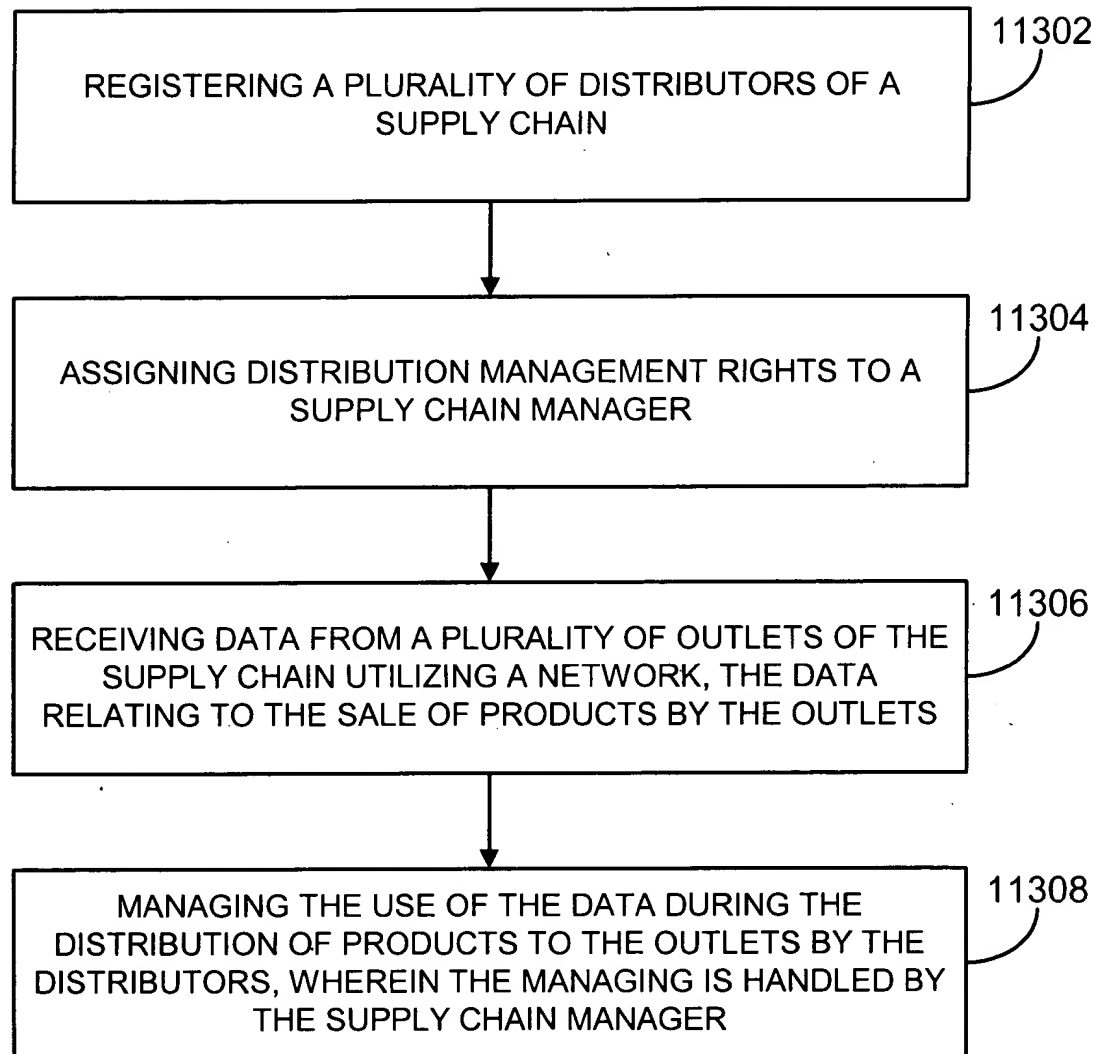 11302
REGISTERING A PLURALITY OF DISTRIBUTORS OF A
SUPPLY CHAIN
11304
ASSIGNING DISTRIBUTION MANAGEMENT RIGHTS TO A
SUPPLY CHAIN MANAGER
11306
RECEIVING DATA FROM A PLURALITY OF OUTLETS OF THE
SUPPLY CHAIN UTILIZING A NETWORK, THE DATA
RELATING TO THE SALE OF PRODUCTS BY THE OUTLETS
11308
MANAGING THE USE OF THE DATA DURING THE
DISTRIBUTION OF PRODUCTS TO THE OUTLETS BY THE
DISTRIBUTORS, WHEREIN THE MANAGING IS HANDLED BY
THE SUPPLY CHAIN MANAGER